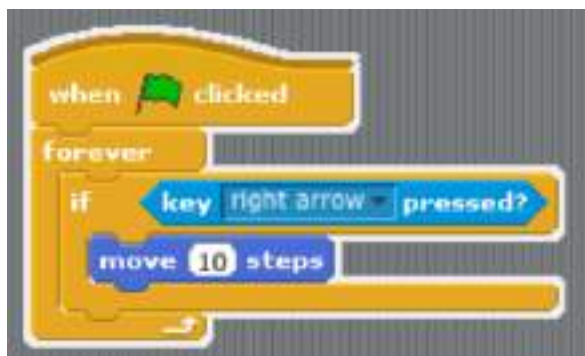 when clicked
forever
if key right arrow pressed?
move 10 steps